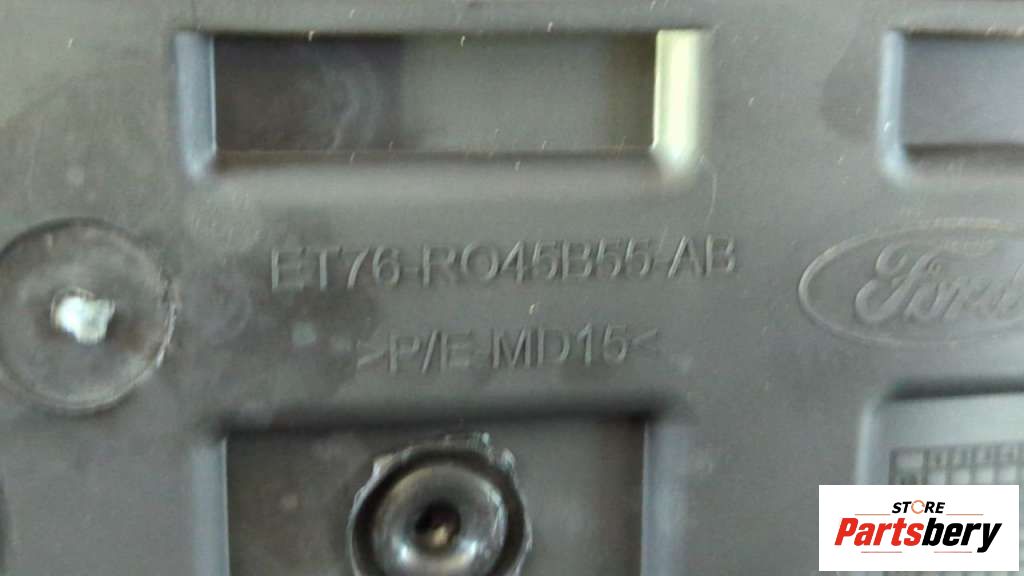 ET76-R045B55-AB
Ford
>P/E-MD15<
STORE
Partsbery